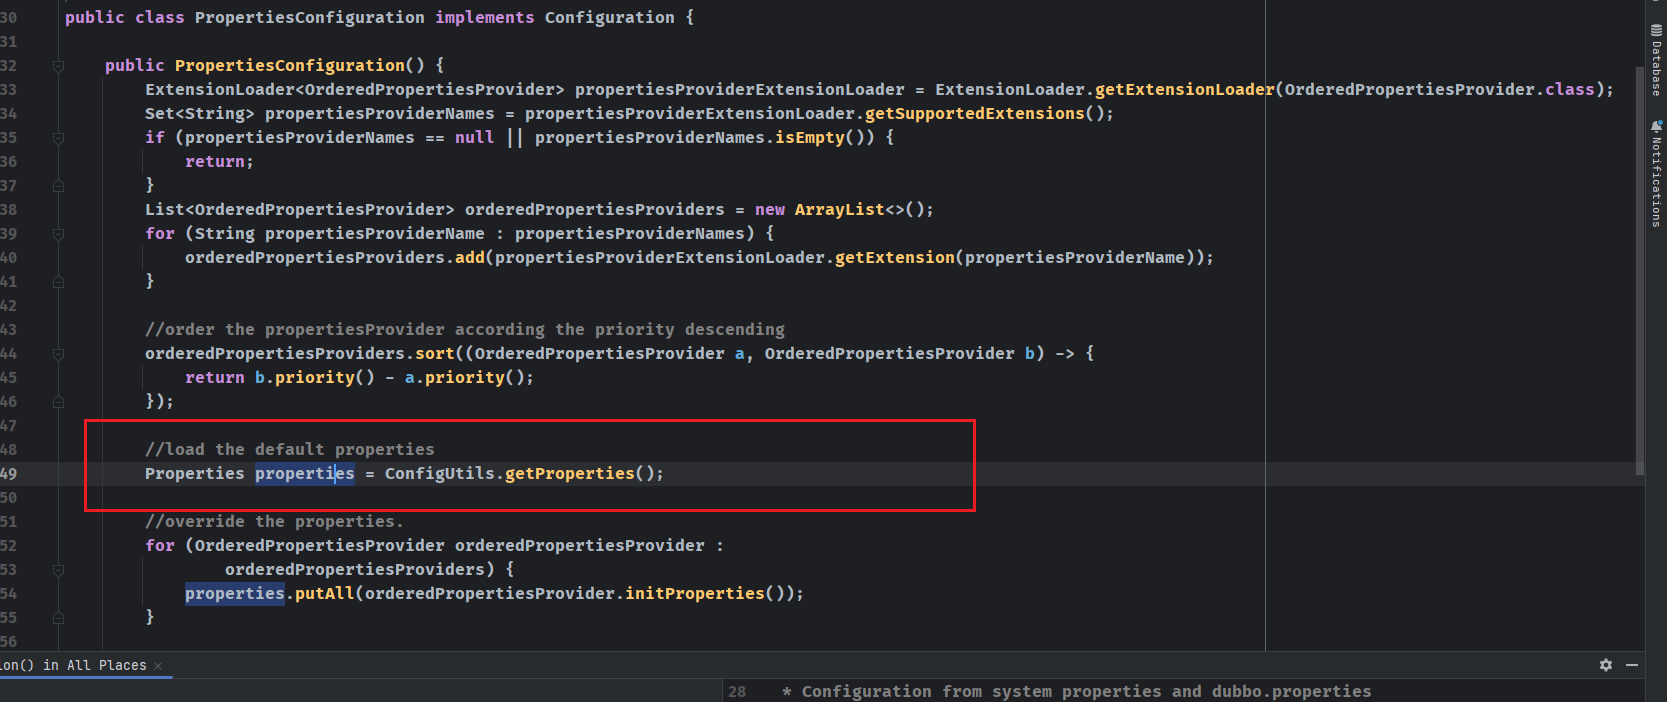 30 public class PropertiesConfiguration implements Configuration {
31
32 public PropertiesConfiguration() {
33 ExtensionLoader<OrderedPropertiesProvider> propertiesProviderExtensionLoader = ExtensionLoader.getExtensionLoader(OrderedPropertiesProvider.class);
34 Set<String> propertiesProviderNames = propertiesProviderExtensionLoader.getSupportedExtensions();
35 if (propertiesProviderNames == null || propertiesProviderNames.isEmpty()) {
36 return;
37 }
38 List<OrderedPropertiesProvider> orderedPropertiesProviders = new ArrayList<>();
39 for (String propertiesProviderName : propertiesProviderNames) {
40 orderedPropertiesProviders.add(propertiesProviderExtensionLoader.getExtension(propertiesProviderName));
41 }
42
43 //order the propertiesProvider according the priority descending
44 orderedPropertiesProviders.sort((OrderedPropertiesProvider a, OrderedPropertiesProvider b) -> {
45 return b.priority() - a.priority();
46 });
47
48 //load the default properties
49 Properties properties = ConfigUtils.getProperties();
50
51 //override the properties.
52 for (OrderedPropertiesProvider orderedPropertiesProvider :
53 orderedPropertiesProviders) {
54 properties.putAll(orderedPropertiesProvider.initProperties());
55 }
56
ion() in All Places
28 * Configuration from system properties and dubbo.properties
Database
Notifications